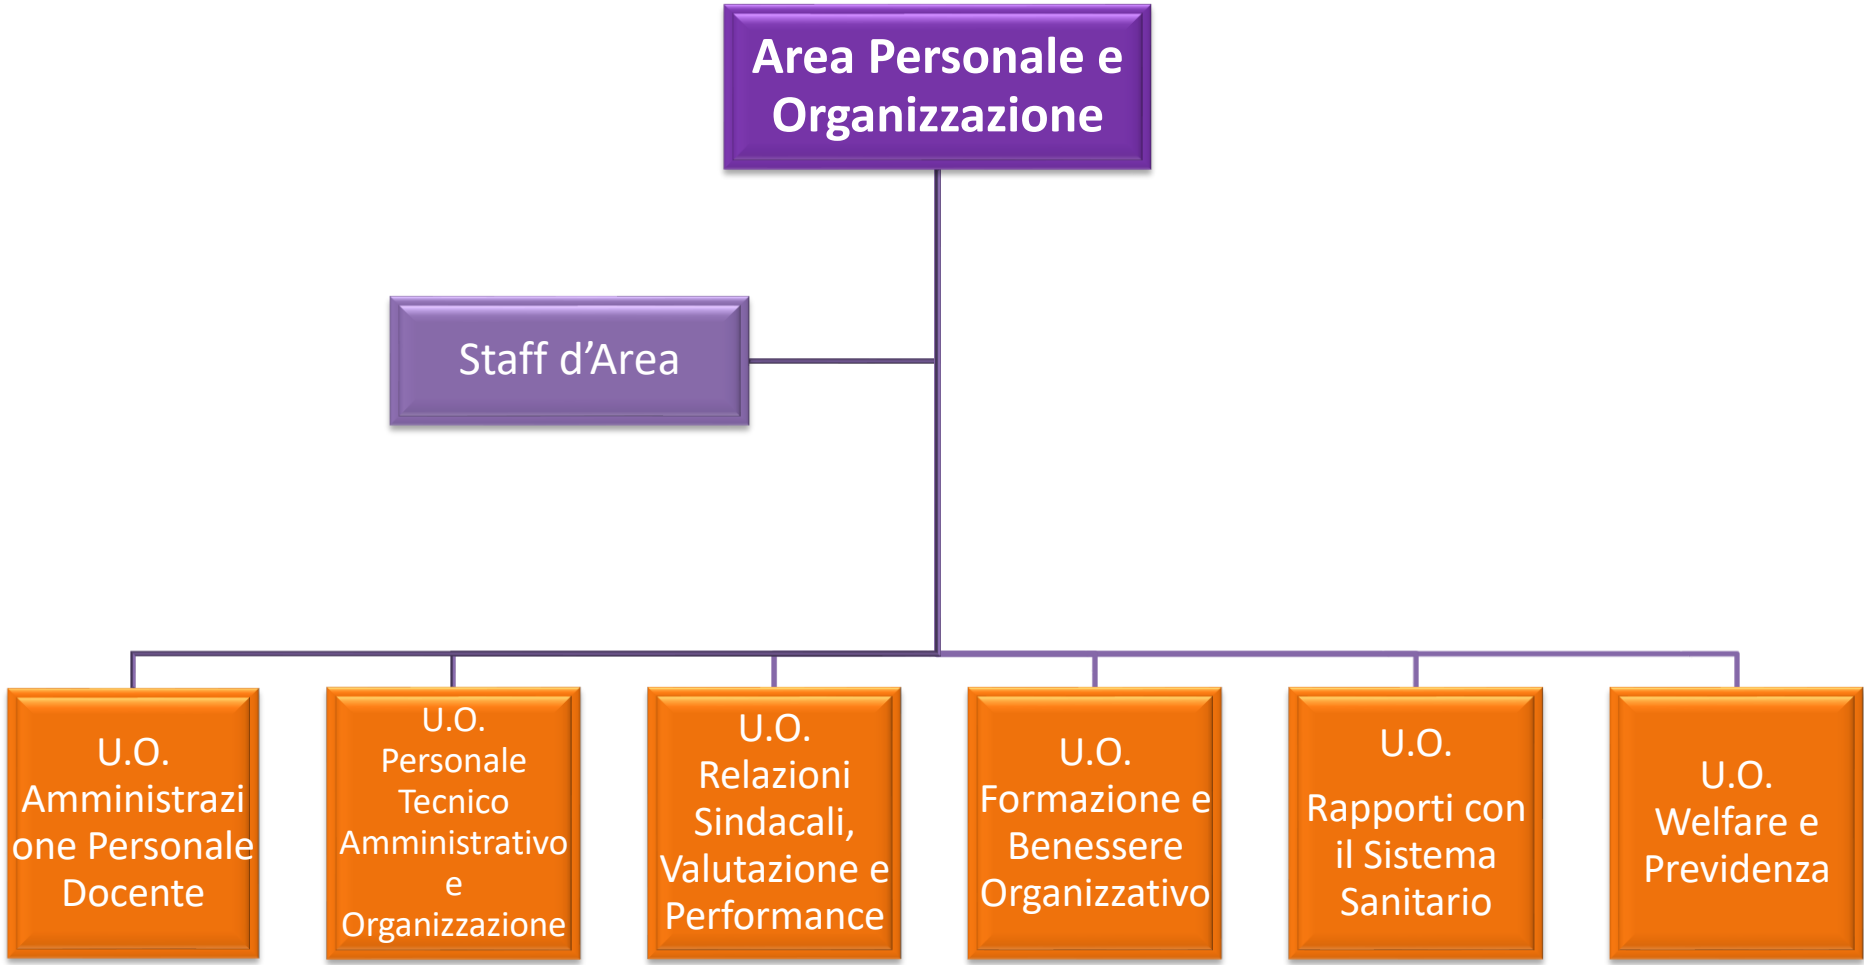 Area Personale e
Organizzazione
Staff d’Area
U.O.
Amministrazi
one Personale
Docente
U.O.
Personale
Tecnico
Amministrativo
e
Organizzazione
U.O.
Relazioni
Sindacali,
Valutazione e
Performance
U.O.
Formazione e
Benessere
Organizzativo
U.O.
Rapporti con
il Sistema
Sanitario
U.O.
Welfare e
Previdenza